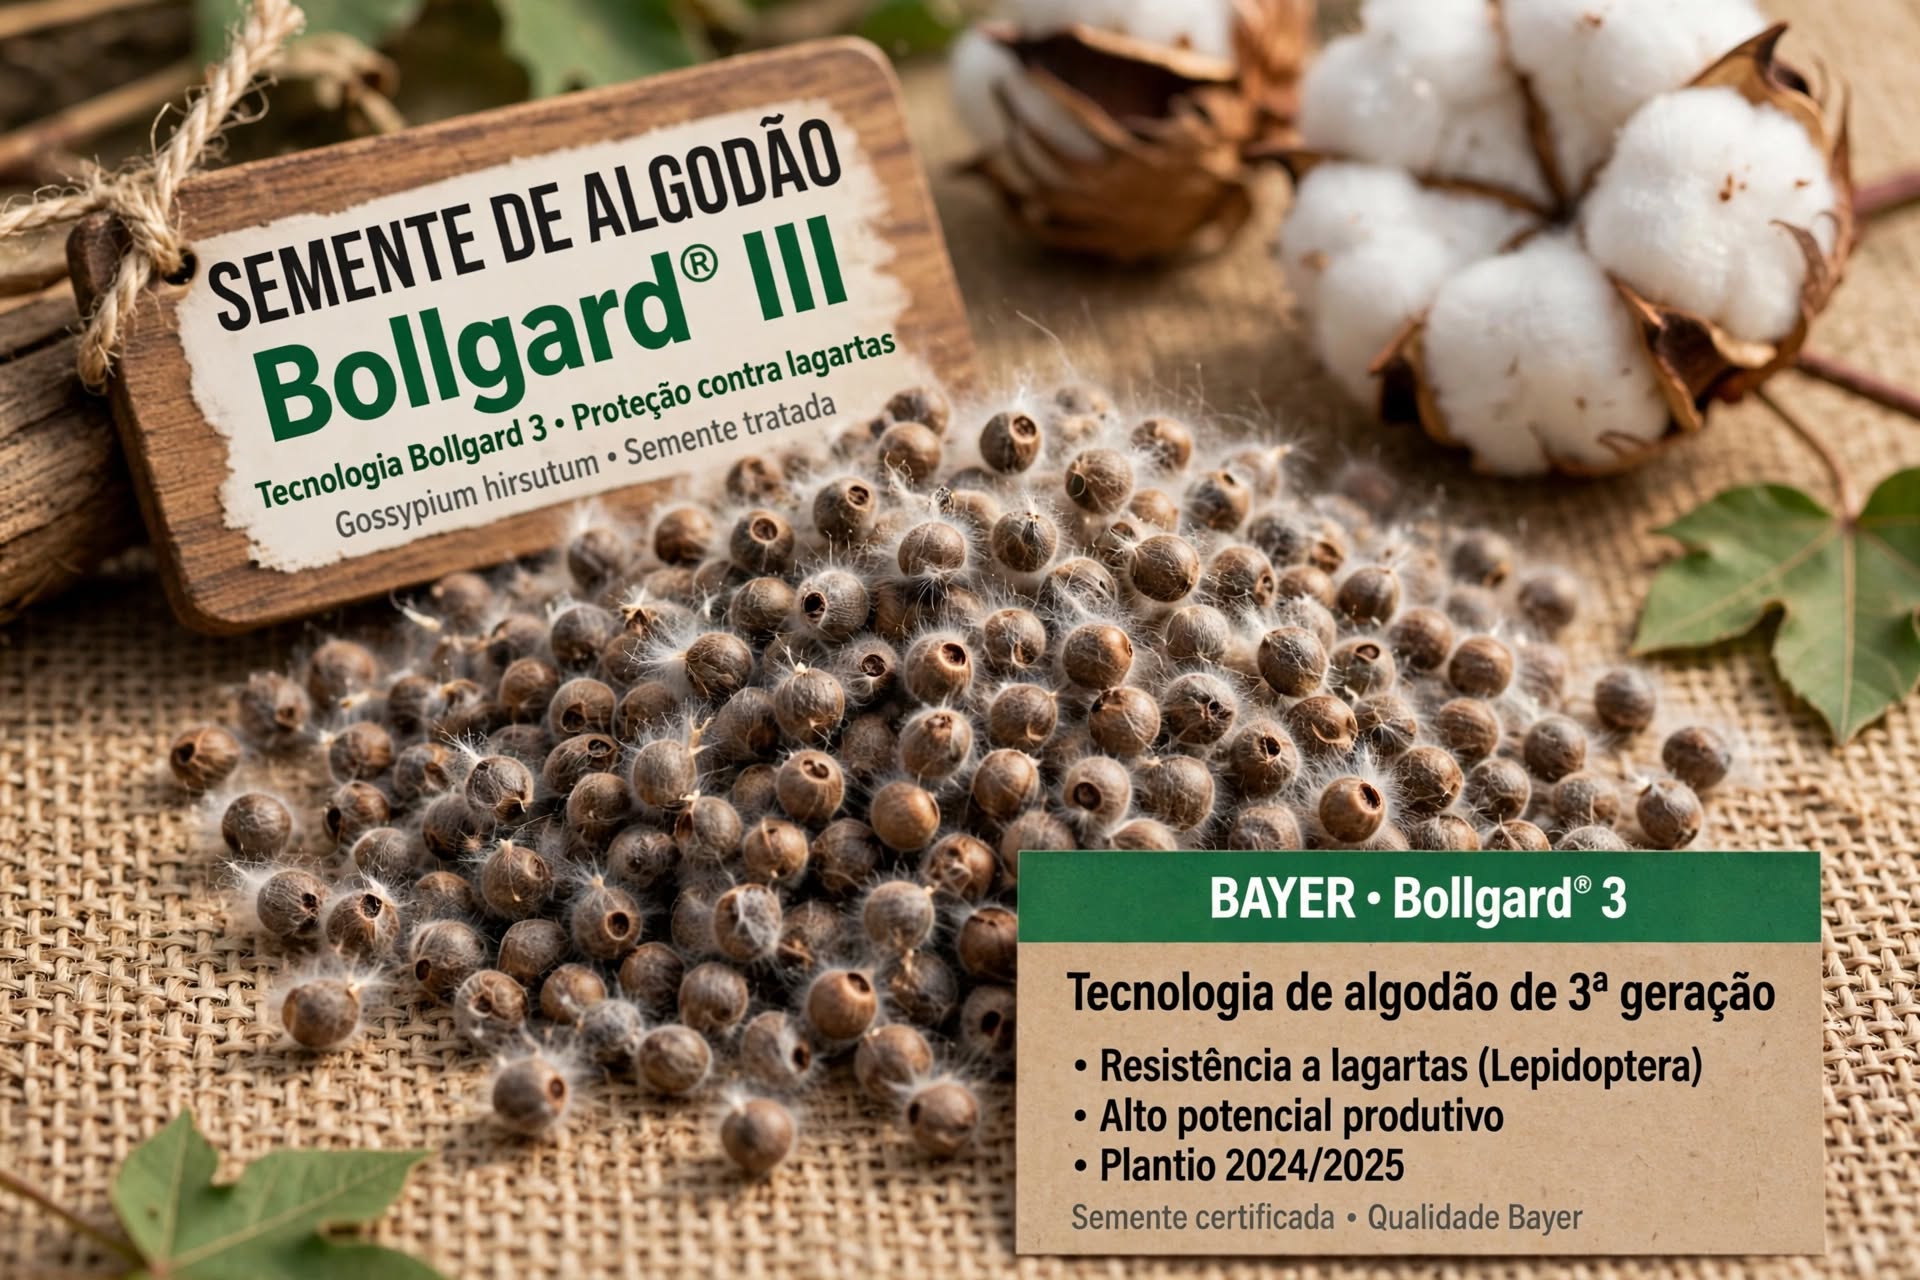 SEMENTE DE ALGODÃO
Bollgard® III
Tecnologia Bollgard 3 • Proteção contra lagartas
Gossypium hirsutum • Semente tratada
BAYER • Bollgard® 3
Tecnologia de algodão de 3ª geração
• Resistência a lagartas (Lepidoptera)
• Alto potencial produtivo
• Plantio 2024/2025
Semente certificada • Qualidade Bayer